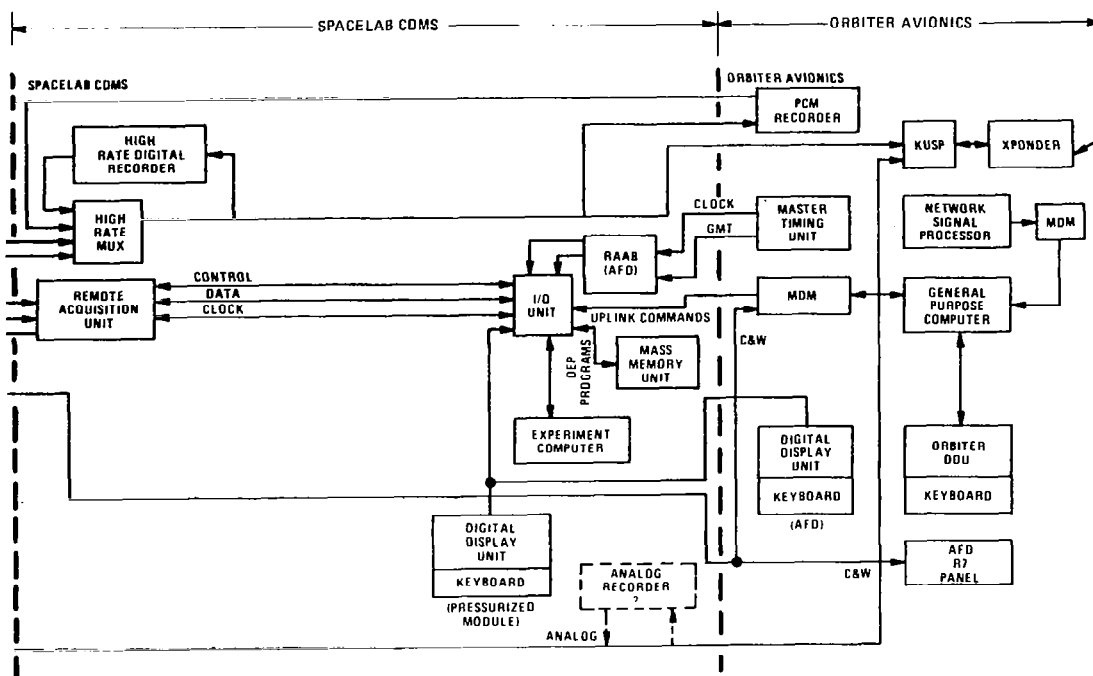 SPACELAB CDMS
ORBITER AVIONICS
SPACELAB CDMS
ORBITER AVIONICS
PCM
RECORDER
HIGH
RATE DIGITAL
RECORDER
KUSP
XPONDER
HIGH
RATE
MUX
CLOCK
GMT
MASTER
TIMING
UNIT
NETWORK
SIGNAL
PROCESSOR
MDM
RAAB
(AFD)
CONTROL
DATA
CLOCK
REMOTE
ACQUISITION
UNIT
I/O
UNIT
UPLINK COMMANDS
MDM
GENERAL
PURPOSE
COMPUTER
C&W
DEP
PROGRAMS
MASS
MEMORY
UNIT
EXPERIMENT
COMPUTER
DIGITAL
DISPLAY
UNIT
KEYBOARD
(AFD)
ORBITER
DDU
KEYBOARD
DIGITAL
DISPLAY
UNIT
KEYBOARD
(PRESSURIZED
MODULE)
ANALOG
RECORDER
?
C&W
AFD
R7
PANEL
ANALOG